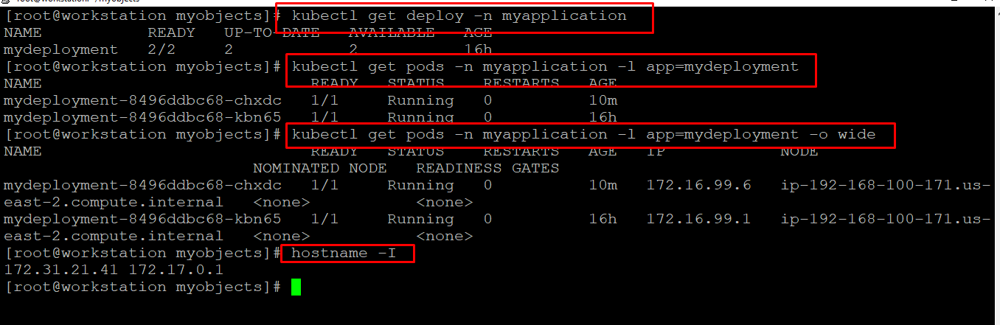 [root@workstation myobjects]# kubectl get deploy -n myapplication
NAME READY UP-TO-DATE AVAILABLE AGE
mydeployment 2/2 2 2 16h
[root@workstation myobjects]# kubectl get pods -n myapplication -l app=mydeployment
NAME READY STATUS RESTARTS AGE
mydeployment-8496ddbc68-chxdc 1/1 Running 0 10m
mydeployment-8496ddbc68-kbn65 1/1 Running 0 16h
[root@workstation myobjects]# kubectl get pods -n myapplication -l app=mydeployment -o wide
NAME READY STATUS RESTARTS AGE IP NODE
NOMINATED NODE READINESS GATES
mydeployment-8496ddbc68-chxdc 1/1 Running 0 10m 172.16.99.6 ip-192-168-100-171.us-
east-2.compute.internal <none> <none>
mydeployment-8496ddbc68-kbn65 1/1 Running 0 16h 172.16.99.1 ip-192-168-100-171.us-
east-2.compute.internal <none> <none>
[root@workstation myobjects]# hostname -I
172.31.21.41 172.17.0.1
[root@workstation myobjects]#